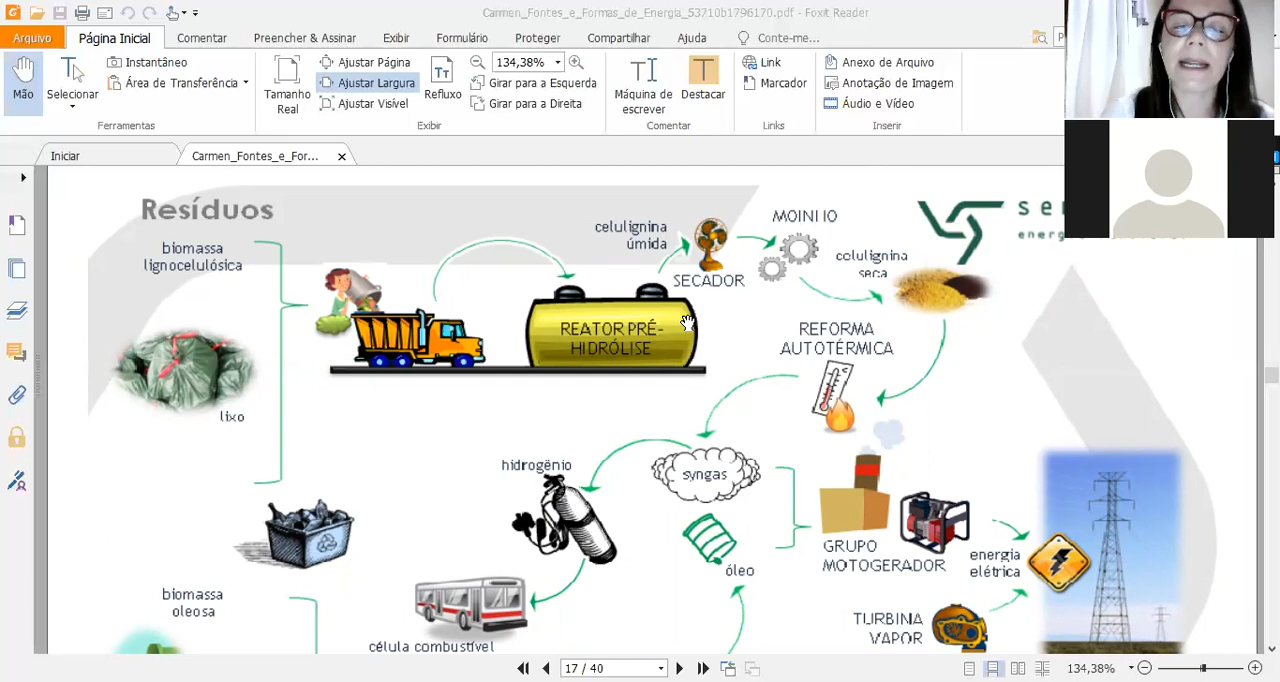 Carmen_Fontes_e_Formas_de_Energia_53710b1796170.pdf - Foxit Reader
Arquivo
Página Inicial
Comentar
Preencher & Assinar
Exibir
Formulário
Proteger
Compartilhar
Ajuda
Conte-me...
Mão
Selecionar
Instantâneo
Área de Transferência
Ferramentas
Tamanho
Real
Ajustar Página
Ajustar Largura
Ajustar Visível
Refluxo
134,38%
Girar para a Esquerda
Girar para a Direita
Exibir
Máquina de
escrever
Destacar
Comentar
Link
Marcador
Links
Anexo de Arquivo
Anotação de Imagem
Áudio e Vídeo
Inserir
Iniciar
Carmen_Fontes_e_For...
Resíduos
biomassa
lignocelulósica
lixo
biomassa
oleosa
REATOR PRÉ-
HIDRÓLISE
celulignina
úmida
SECADOR
MOINHO
celulignina
seca
REFORMA
AUTOTÉRMICA
syngas
hidrogênio
óleo
célula combustível
GRUPO
MOTOGERADOR
energia
elétrica
TURBINA
VAPOR
17 / 40
134,38%